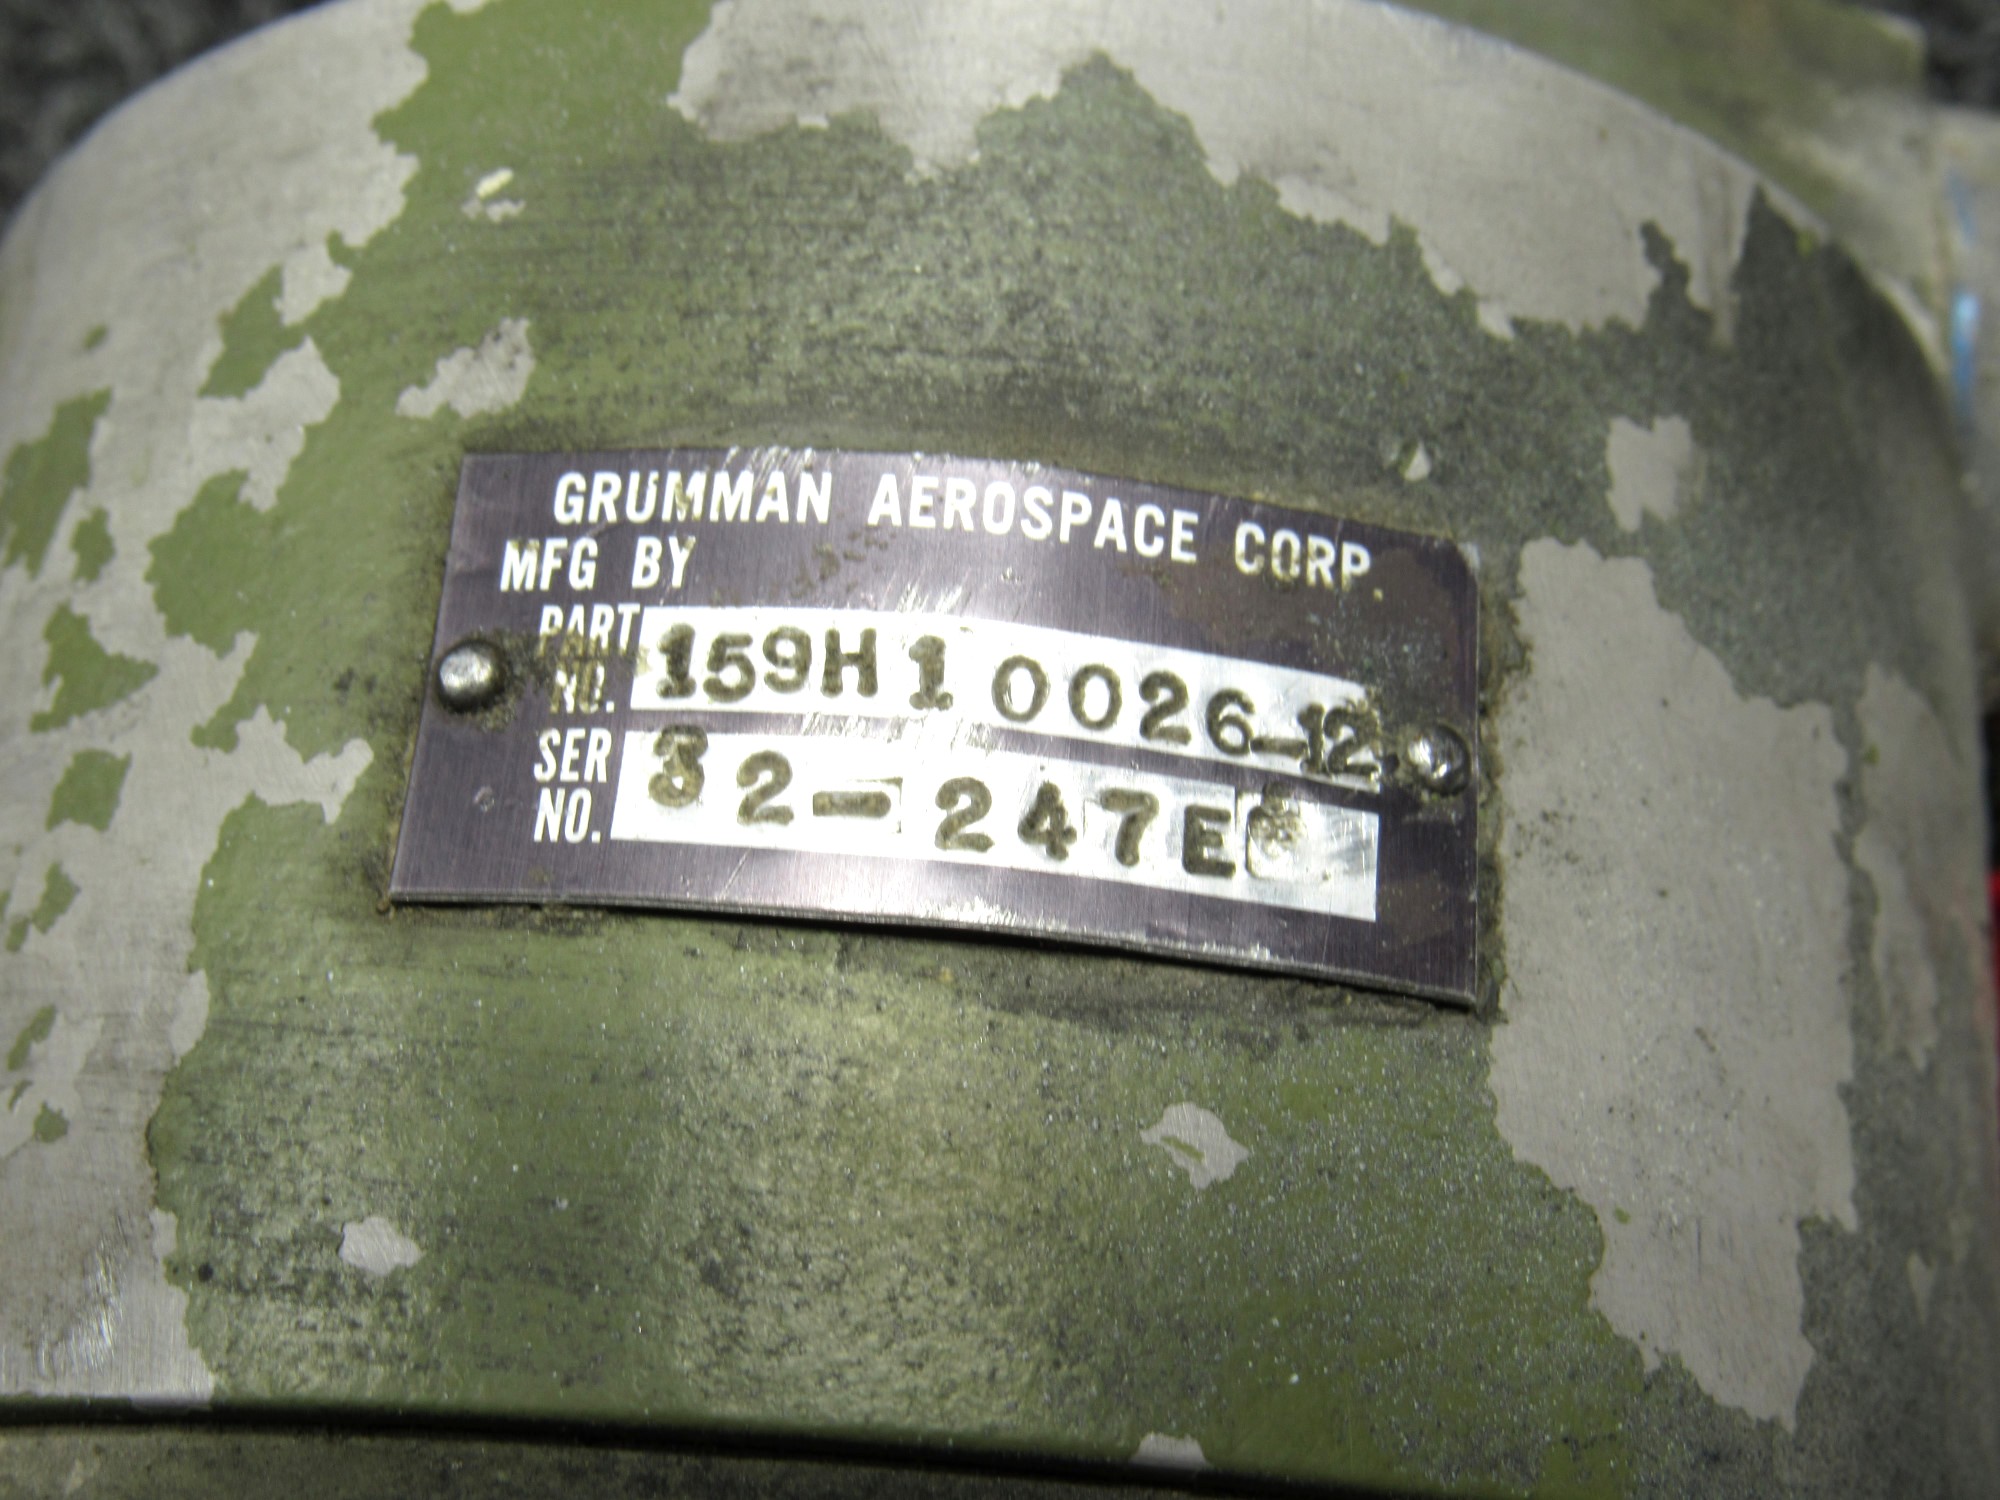 GRUMMAN AEROSPACE CORP.
MFG BY
PART NO. 159H10026-12
SER NO. 32-247E